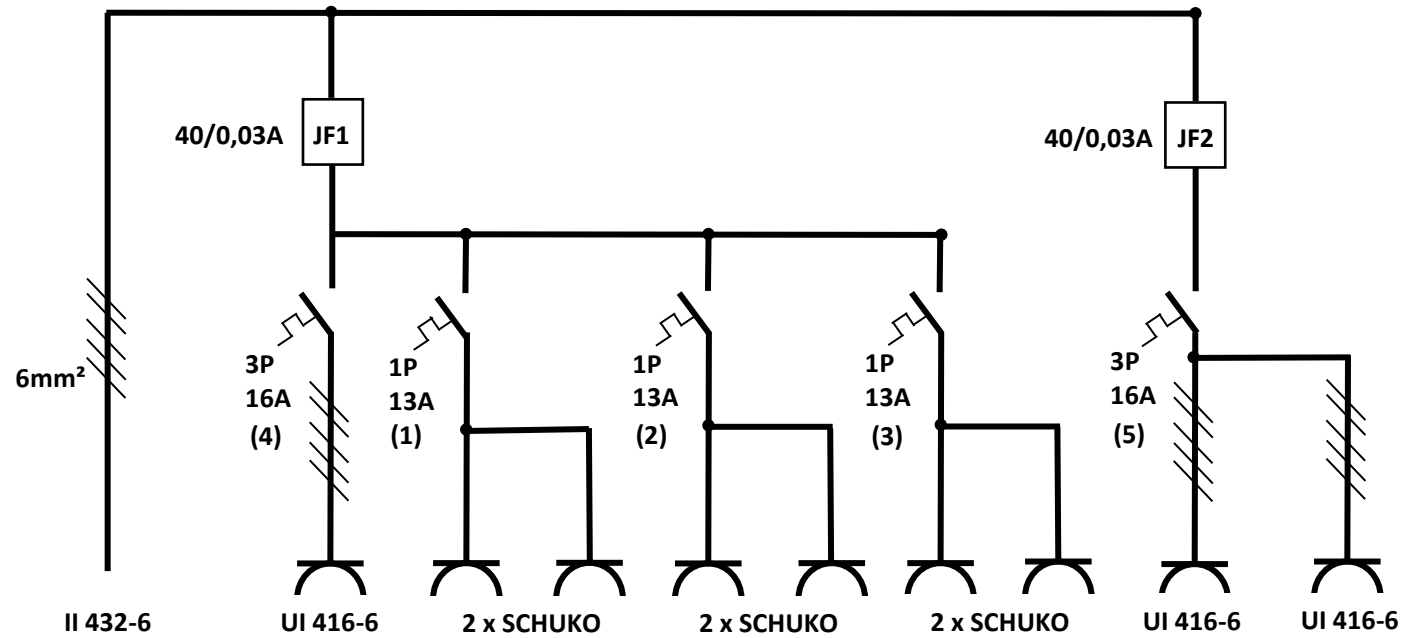 40/0,03A
JF1
40/0,03A
JF2
6mm²
3P
16A
(4)
1P
13A
(1)
1P
13A
(2)
1P
13A
(3)
3P
16A
(5)
II 432-6
UI 416-6
2 x SCHUKO
2 x SCHUKO
2 x SCHUKO
UI 416-6
UI 416-6